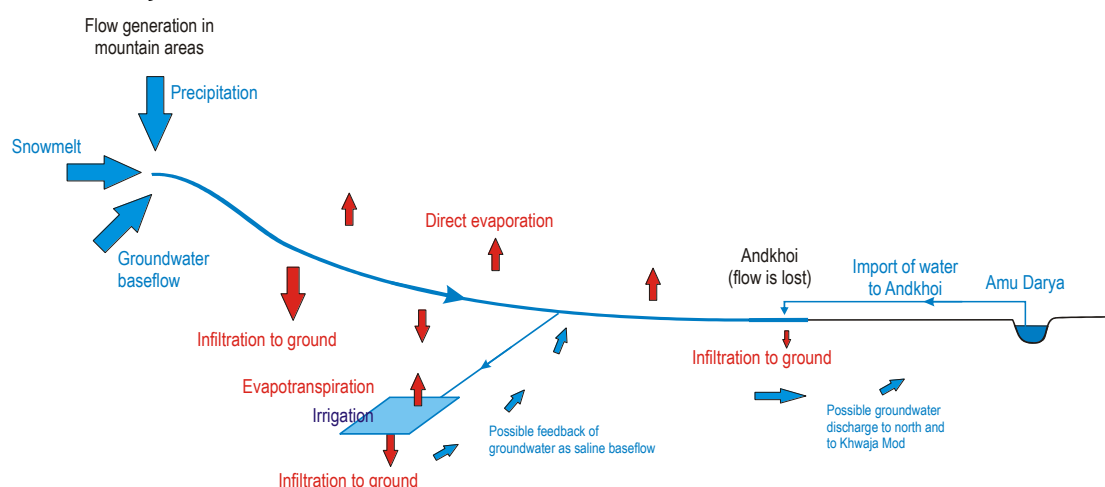 Flow generation in
mountain areas
Precipitation
Snowmelt
Groundwater
baseflow
Direct evaporation
Andkhoi
(flow is lost)
Import of water
to Andkhoi
Amu Darya
Infiltration to ground
Infiltration to ground
Evapotranspiration
Irrigation
Possible feedback of
groundwater as saline baseflow
Possible groundwater
discharge to north and
to Khwaja Mod
Infiltration to ground